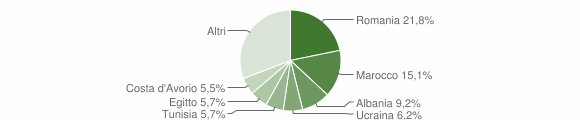 Altri
Romania 21,8%
Marocco 15,1%
Costa d'Avorio 5,5%
Egitto 5,7%
Albania 9,2%
Tunisia 5,7%
Ucraina 6,2%